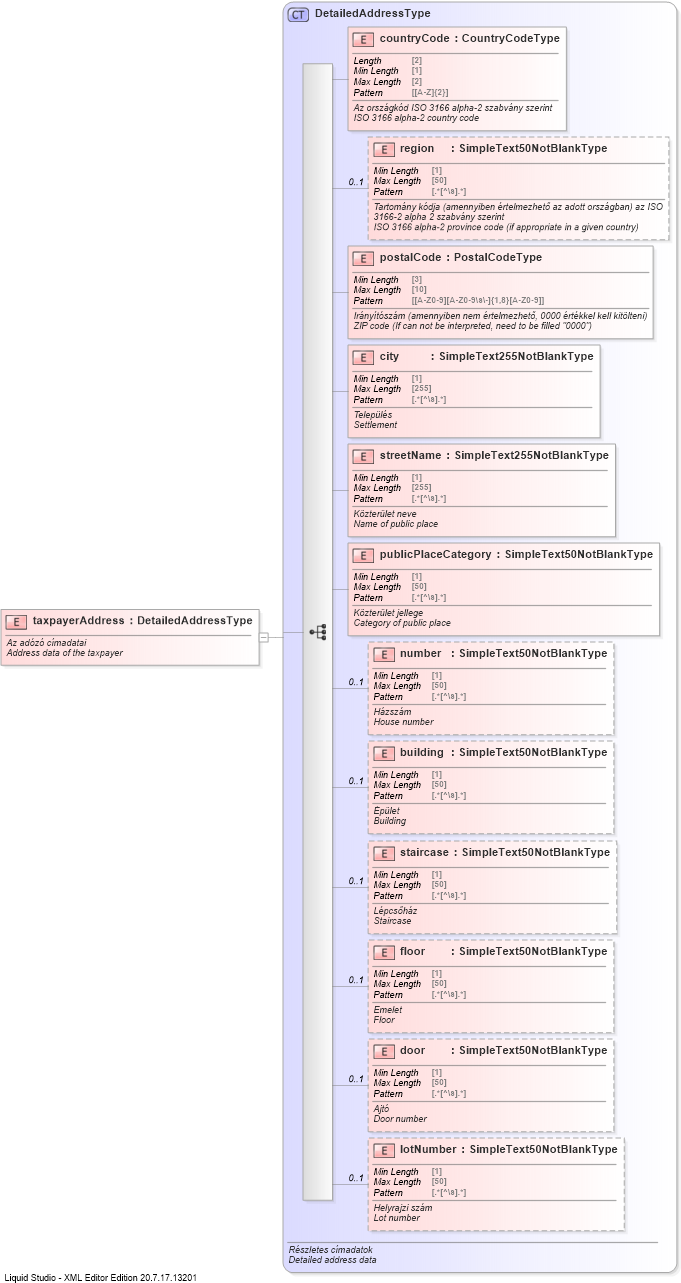 CT DetailedAddressType
E countryCode : CountryCodeType
Length [2]
Min Length [1]
Max Length [2]
Pattern [[A-Z]{2}]
Az országkód ISO 3166 alpha-2 szabvány szerint
ISO 3166 alpha-2 country code
0..1
E region : SimpleText50NotBlankType
Min Length [1]
Max Length [50]
Pattern [.*[^\s].*]
Tartomány kódja (amennyiben értelmezhető az adott országban) az ISO
3166-2 alpha 2 szabvány szerint
ISO 3166 alpha-2 province code (if appropriate in a given country)
E postalCode : PostalCodeType
Min Length [3]
Max Length [10]
Pattern [[A-Z0-9][A-Z0-9\s\-]{1,8}[A-Z0-9]]
Irányítószám (amennyiben nem értelmezhető, 0000 értékkel kell kitölteni)
ZIP code (If can not be interpreted, need to be filled "0000")
E city : SimpleText255NotBlankType
Min Length [1]
Max Length [255]
Pattern [.*[^\s].*]
Település
Settlement
E streetName : SimpleText255NotBlankType
Min Length [1]
Max Length [255]
Pattern [.*[^\s].*]
Közterület neve
Name of public place
E publicPlaceCategory : SimpleText50NotBlankType
Min Length [1]
Max Length [50]
Pattern [.*[^\s].*]
Közterület jellege
Category of public place
E taxpayerAddress : DetailedAddressType
Az adózó címadatai
Address data of the taxpayer
0..1
E number : SimpleText50NotBlankType
Min Length [1]
Max Length [50]
Pattern [.*[^\s].*]
Házszám
House number
0..1
E building : SimpleText50NotBlankType
Min Length [1]
Max Length [50]
Pattern [.*[^\s].*]
Épület
Building
0..1
E staircase : SimpleText50NotBlankType
Min Length [1]
Max Length [50]
Pattern [.*[^\s].*]
Lépcsőház
Staircase
0..1
E floor : SimpleText50NotBlankType
Min Length [1]
Max Length [50]
Pattern [.*[^\s].*]
Emelet
Floor
0..1
E door : SimpleText50NotBlankType
Min Length [1]
Max Length [50]
Pattern [.*[^\s].*]
Ajtó
Door number
0..1
E lotNumber : SimpleText50NotBlankType
Min Length [1]
Max Length [50]
Pattern [.*[^\s].*]
Helyrajzi szám
Lot number
Részletes címadatok
Detailed address data
Liquid Studio - XML Editor Edition 20.7.17.13201